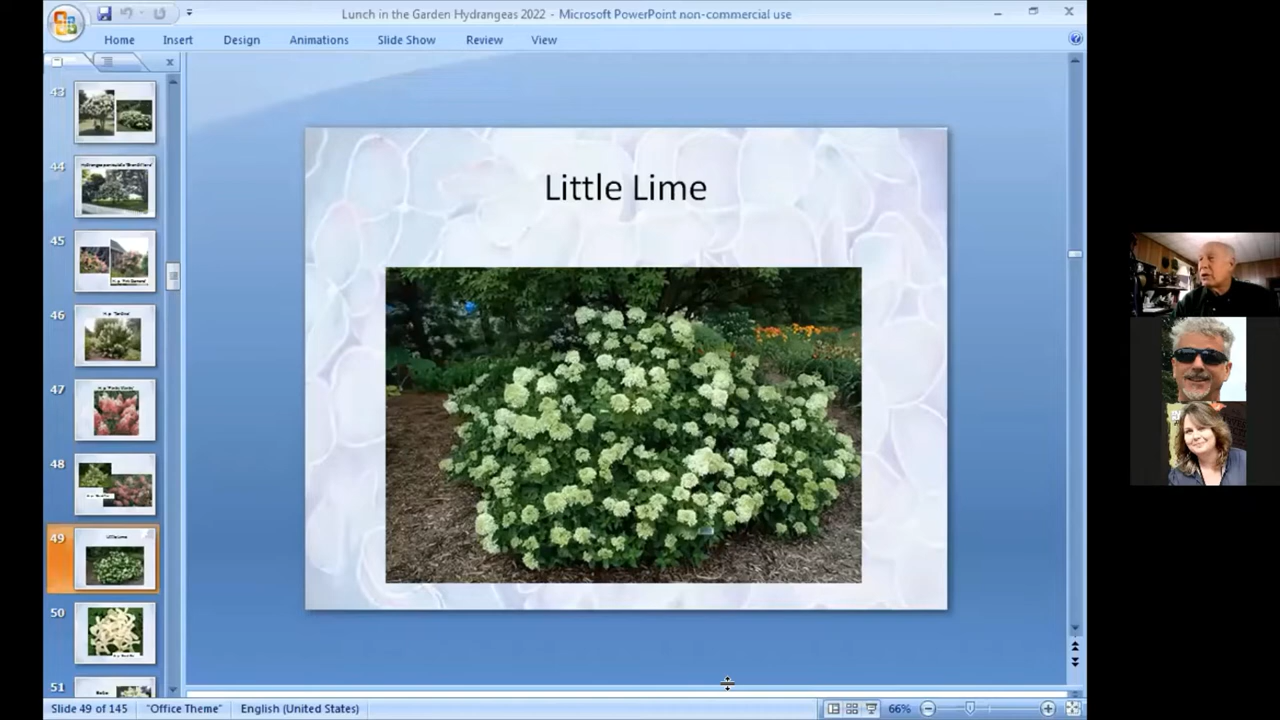 Lunch in the Garden Hydrangeas 2022 - Microsoft PowerPoint non-commercial use
Home Insert Design Animations Slide Show Review View
43
44
45
46
47
48
49
Little Lime
50
51
Little Lime
Slide 49 of 145 "Office Theme" English (United States) 66%